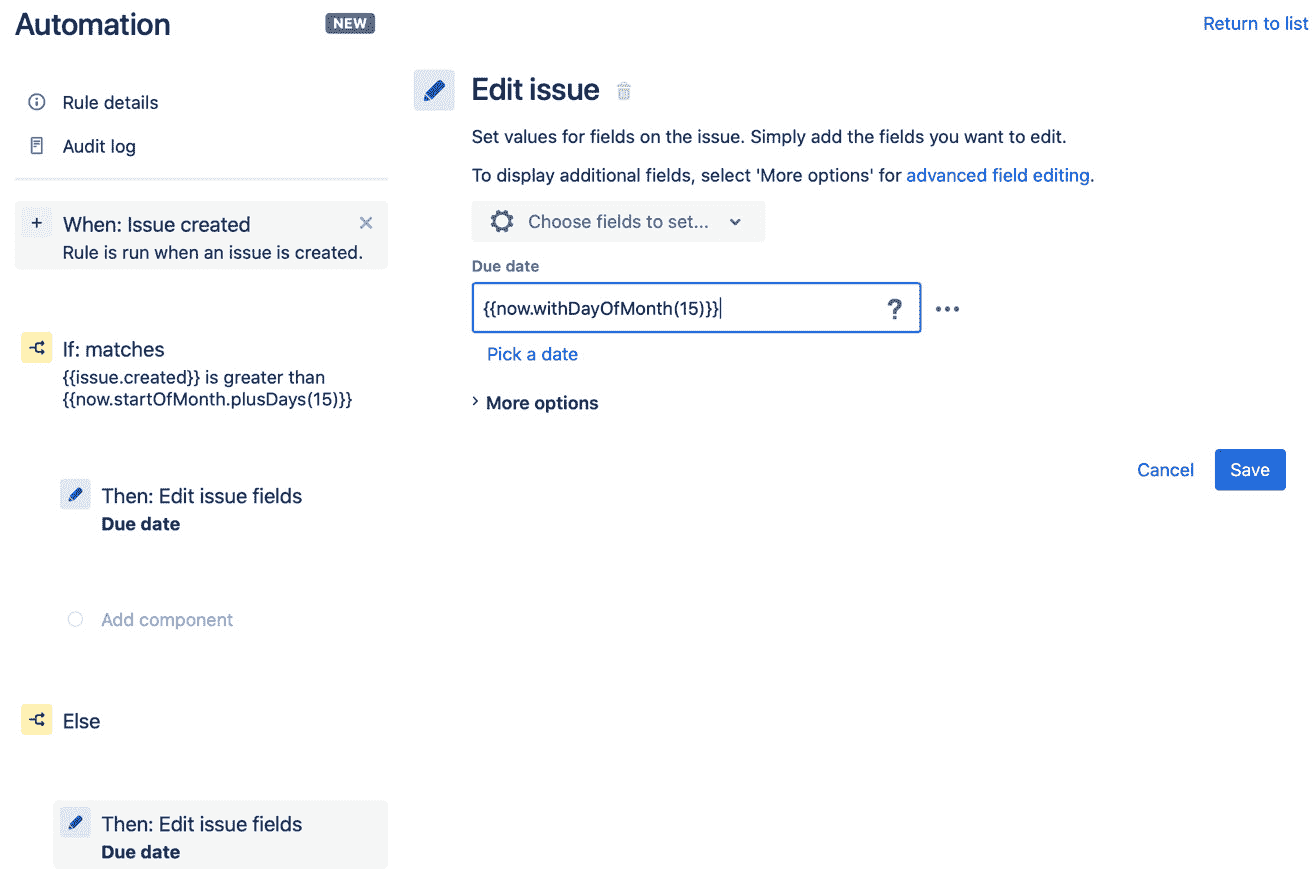 Automation
NEW
Return to list
Rule details
Audit log
+ When: Issue created
Rule is run when an issue is created.
If: matches
{{issue.created}} is greater than
{{now.startOfMonth.plusDays(15)}}
Then: Edit issue fields
Due date
Add component
Else
Then: Edit issue fields
Due date
Edit issue
Set values for fields on the issue. Simply add the fields you want to edit.
To display additional fields, select 'More options' for advanced field editing.
Choose fields to set...
Due date
{{now.withDayOfMonth(15)}} ?
Pick a date
More options
Cancel
Save